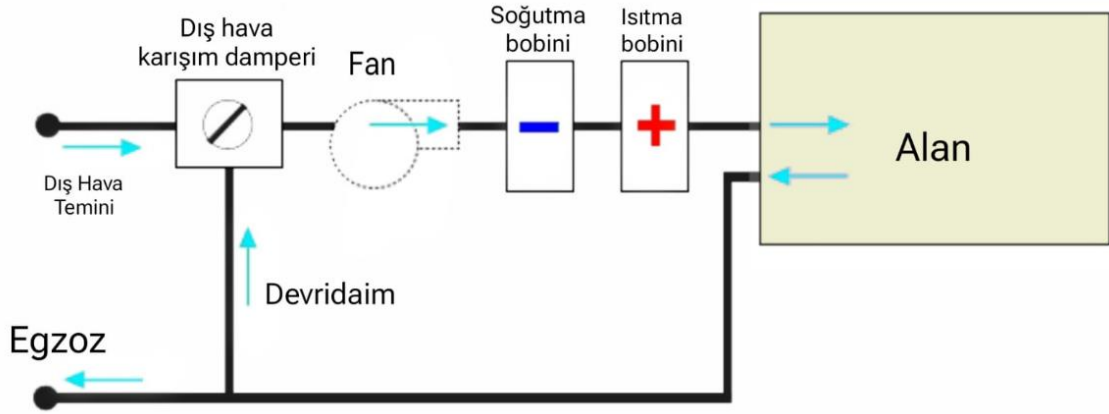 Dış hava
karışım damperi
Fan
Soğutma
bobini
Isıtma
bobini
Dış Hava
Temini
Alan
Devridaim
Egzoz